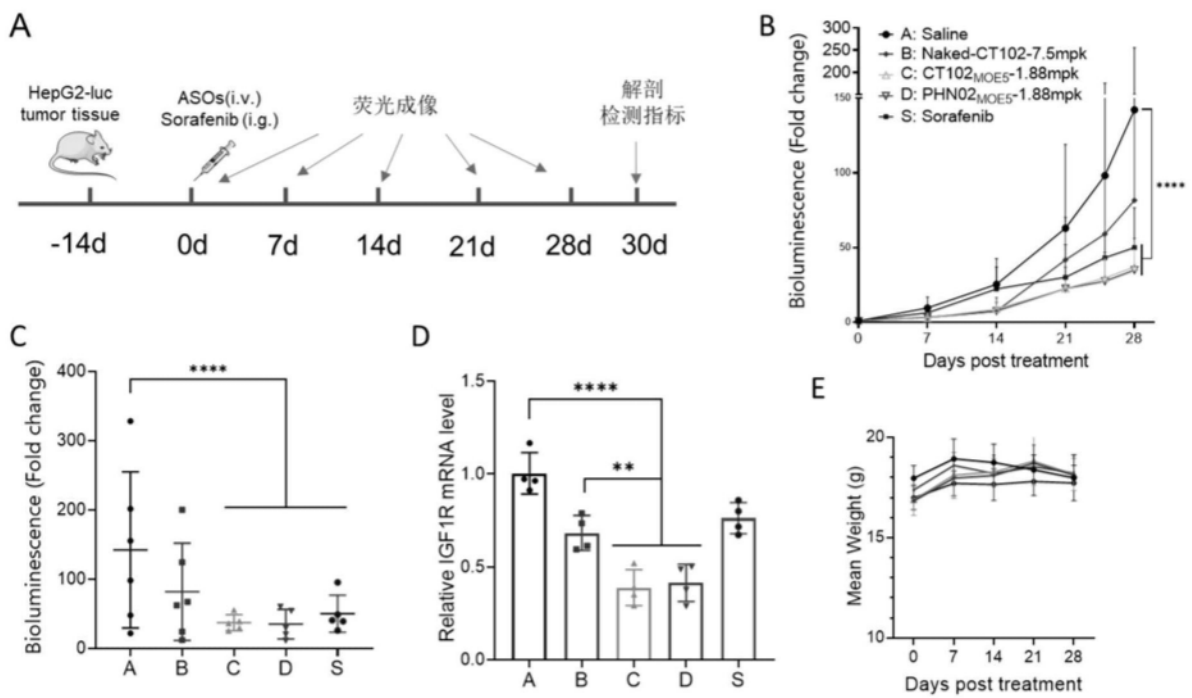 A
HepG2-luc
tumor tissue
ASOs(i.v.)
Sorafenib (i.g.)
荧光成像
解剖
检测指标
-14d 0d 7d 14d 21d 28d 30d
B
Bioluminescence (Fold change)
300
250
200
150
100
50
0
A: Saline
B: Naked-CT102-7.5mpk
C: CT102MOE5-1.88mpk
D: PHN02MOE5-1.88mpk
S: Sorafenib
****
0 7 14 21 28
Days post treatment
C
Bioluminescence (Fold change)
400
300
200
100
0
****
A B C D S
D
Relative IGF1R mRNA level
1.5
1.0
0.5
0.0
****
**
A B C D S
E
Mean Weight (g)
20
15
10
0 7 14 21 28
Days post treatment